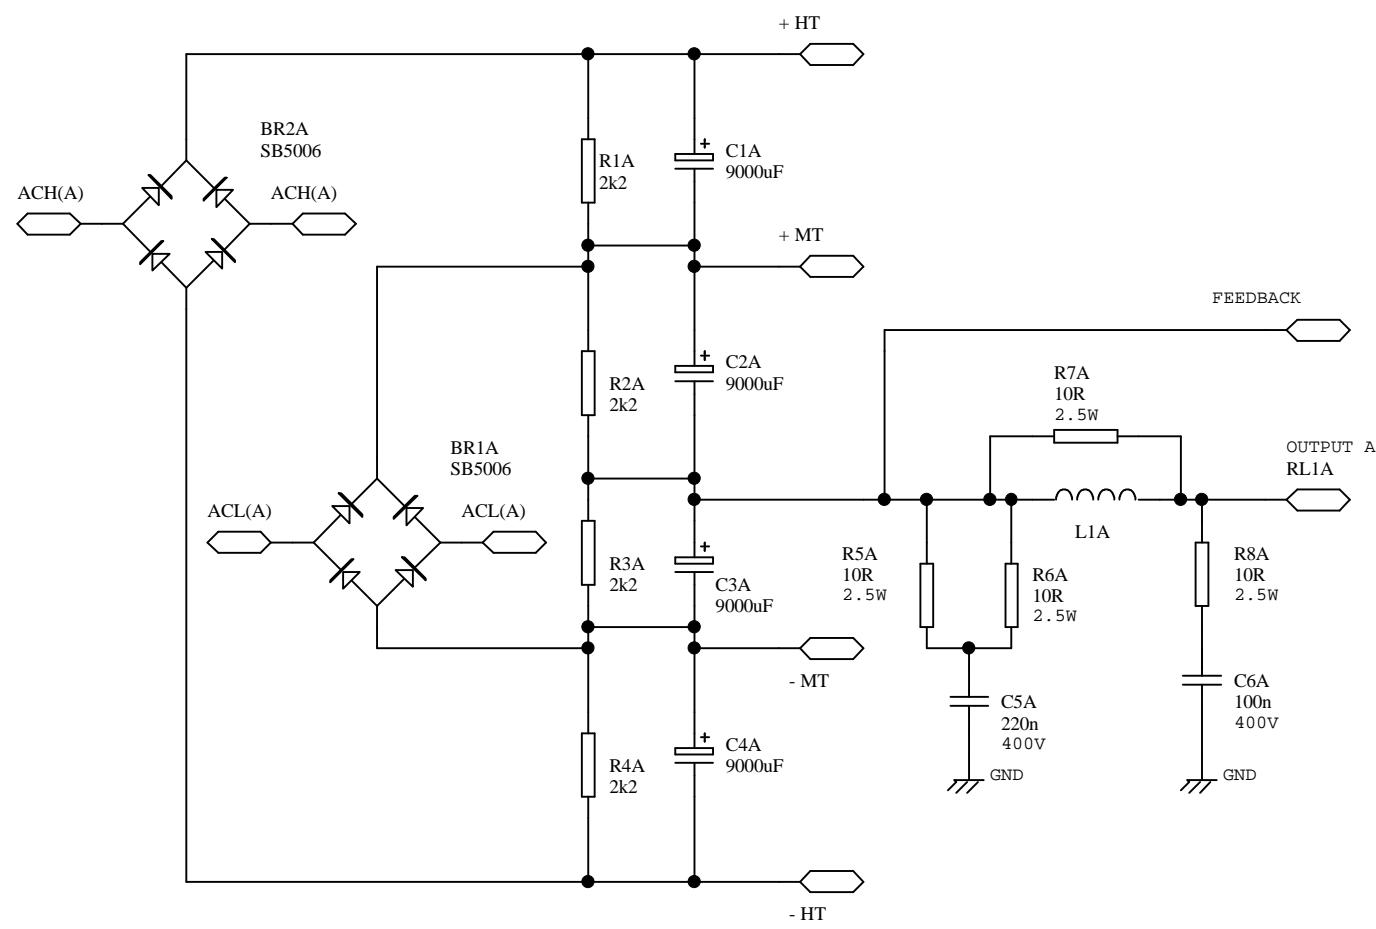 + HT
BR2A
SB5006
ACH(A)
ACH(A)
R1A
2k2
+
C1A
9000uF
+ MT
FEEDBACK
+
C2A
9000uF
R2A
2k2
R7A
10R
2.5W
BR1A
SB5006
OUTPUT A
RL1A
ACL(A)
ACL(A)
L1A
R3A
2k2
+
C3A
9000uF
R5A
10R
2.5W
R6A
10R
2.5W
R8A
10R
2.5W
- MT
C5A
220n
400V
C6A
100n
400V
R4A
2k2
+
C4A
9000uF
GND
GND
- HT